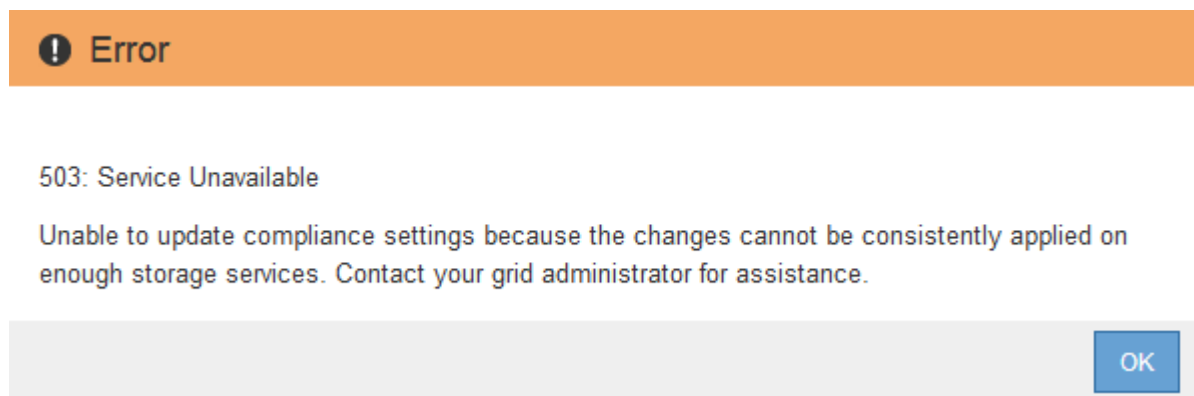 Error
503: Service Unavailable
Unable to update compliance settings because the changes cannot be consistently applied on
enough storage services. Contact your grid administrator for assistance.
OK